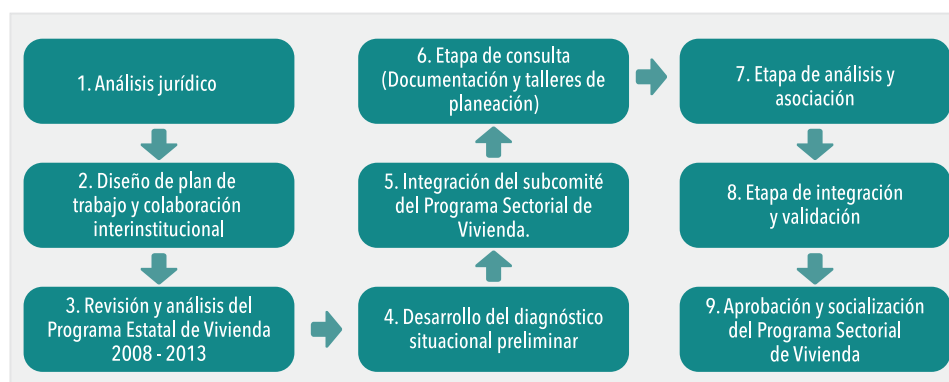 1. Análisis jurídico
2. Diseño de plan de
trabajo y colaboración
interinstitucional
3. Revisión y análisis del
Programa Estatal de Vivienda
2008 - 2013
4. Desarrollo del diagnóstico
situacional preliminar
5. Integración del subcomité
del Programa Sectorial de
Vivienda.
6. Etapa de consulta
(Documentación y talleres de
planeación)
7. Etapa de análisis y
asociación
8. Etapa de integración
y validación
9. Aprobación y socialización
del Programa Sectorial
de Vivienda